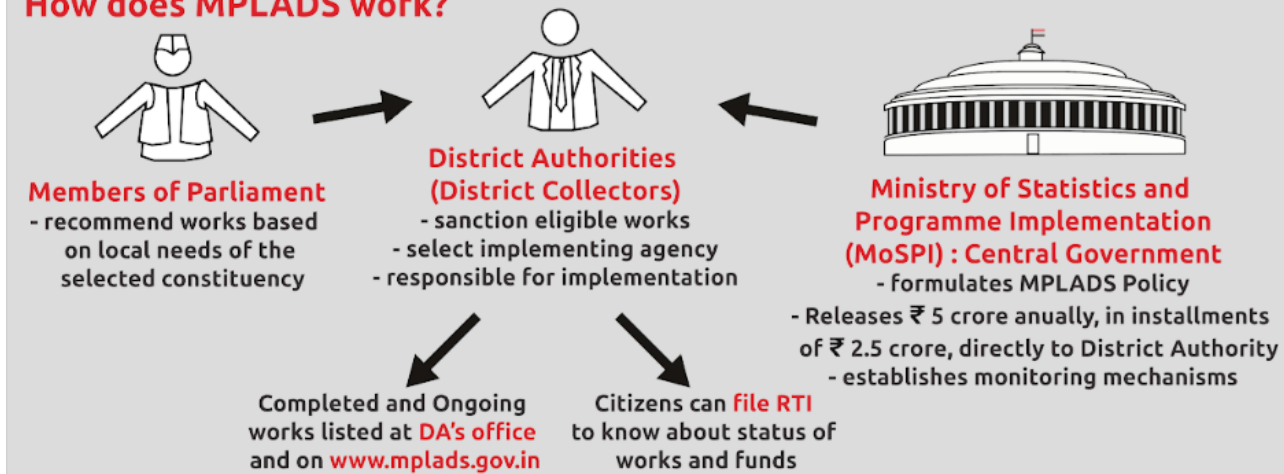 How does MPLADS work?
Members of Parliament
- recommend works based
on local needs of the
selected constituency
District Authorities
(District Collectors)
- sanction eligible works
- select implementing agency
- responsible for implementation
Ministry of Statistics and
Programme Implementation
(MoSPI) : Central Government
- formulates MPLADS Policy
- Releases ₹ 5 crore anually, in installments
of ₹ 2.5 crore, directly to District Authority
- establishes monitoring mechanisms
Completed and Ongoing
works listed at DA's office
and on www.mplads.gov.in
Citizens can file RTI
to know about status of
works and funds